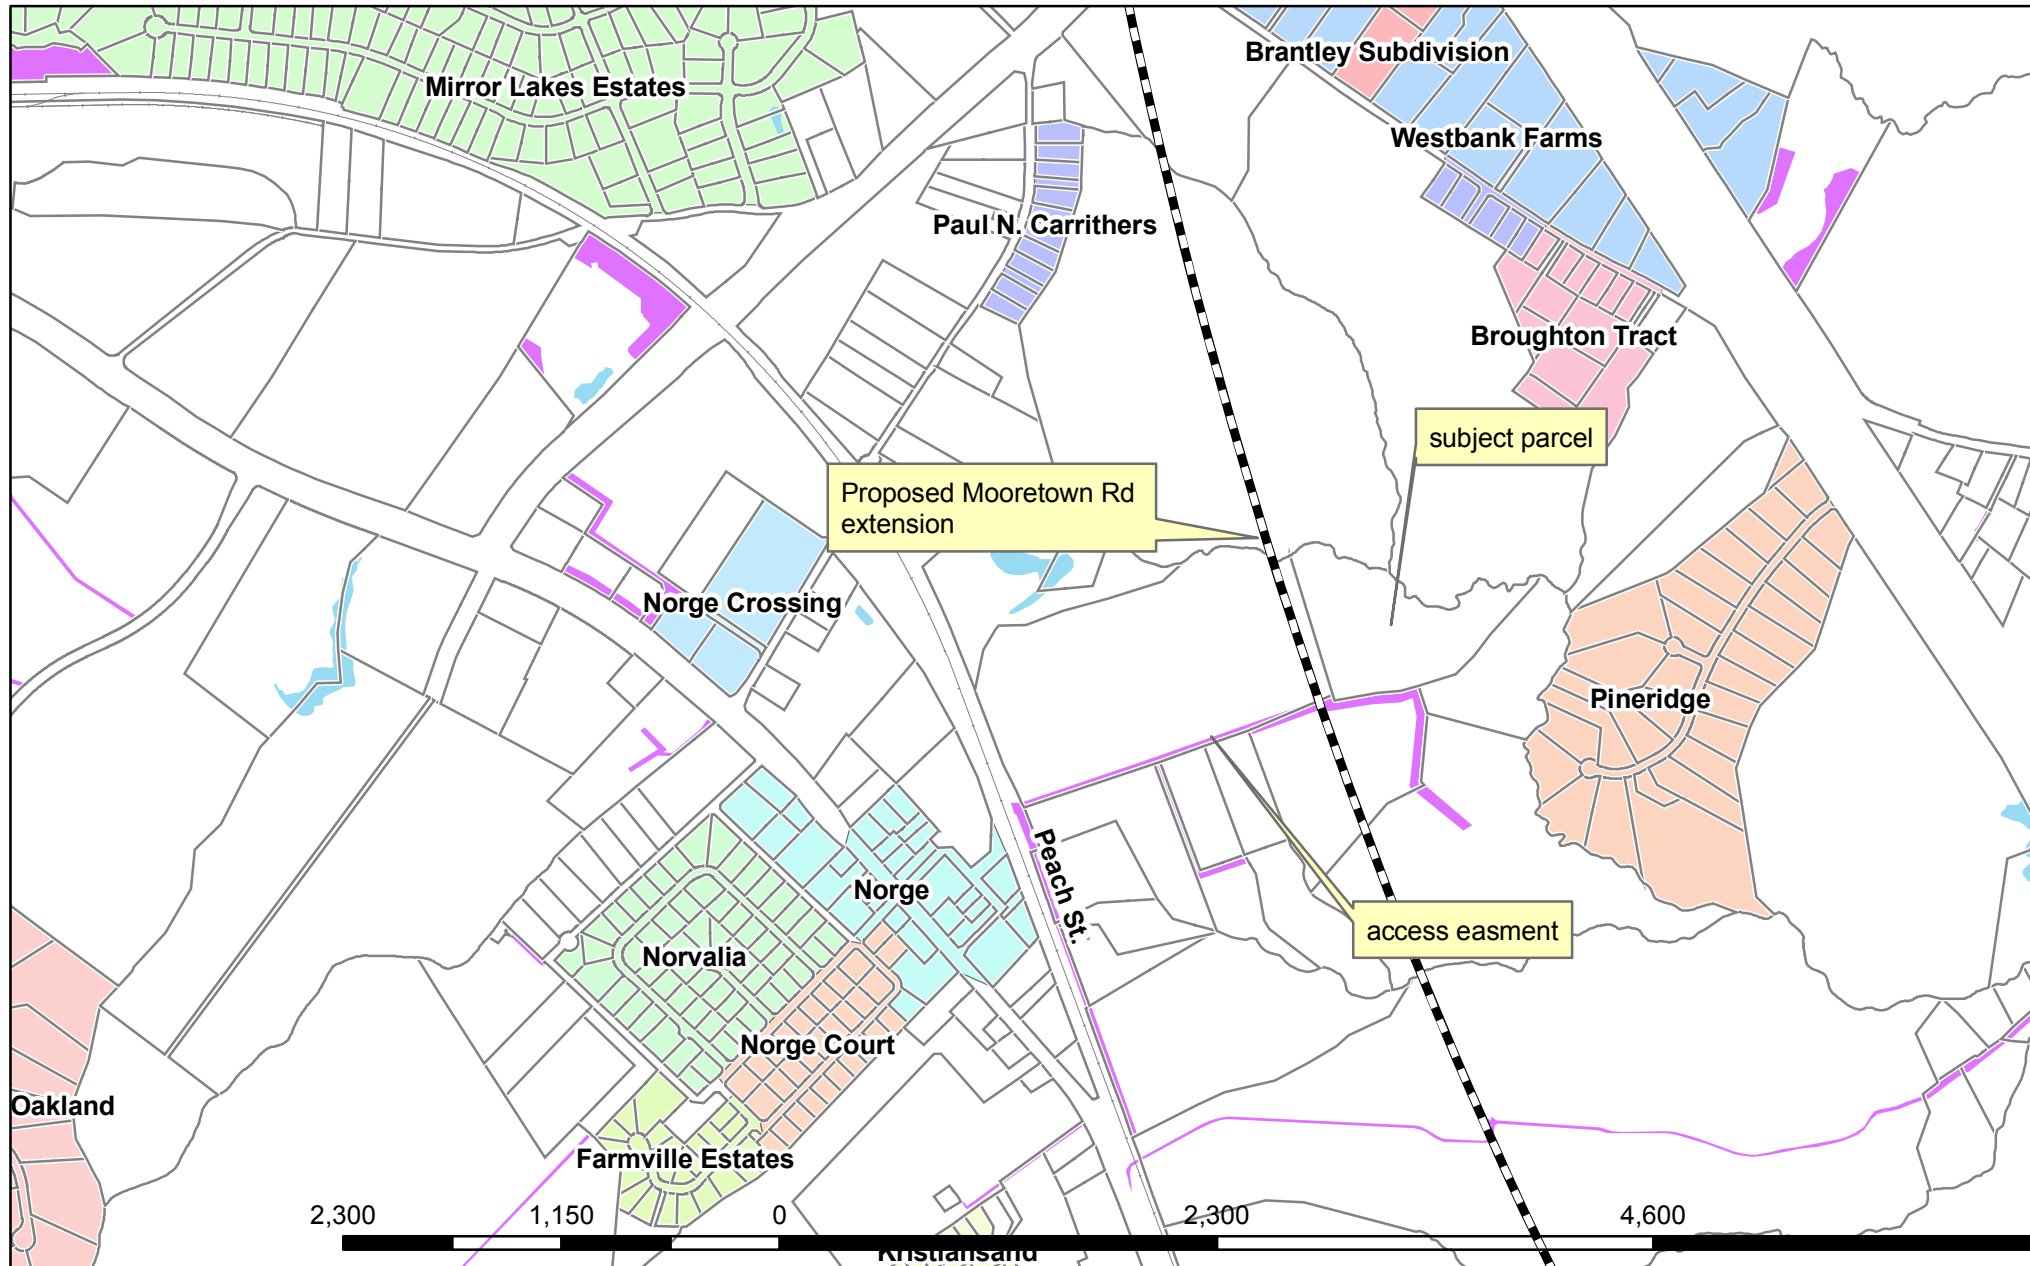 Brantley Subdivision
Mirror Lakes Estates
Westbank Farms
Paul N. Carrithers
Broughton Tract
subject parcel
Proposed Mooretown Rd
extension
Norge Crossing
Pineridge
Peach St.
Norge
access easment
Norvalia
Norge Court
Oakland
Farmville Estates
2,300 1,150 0 2,300 4,600
Kristiansand